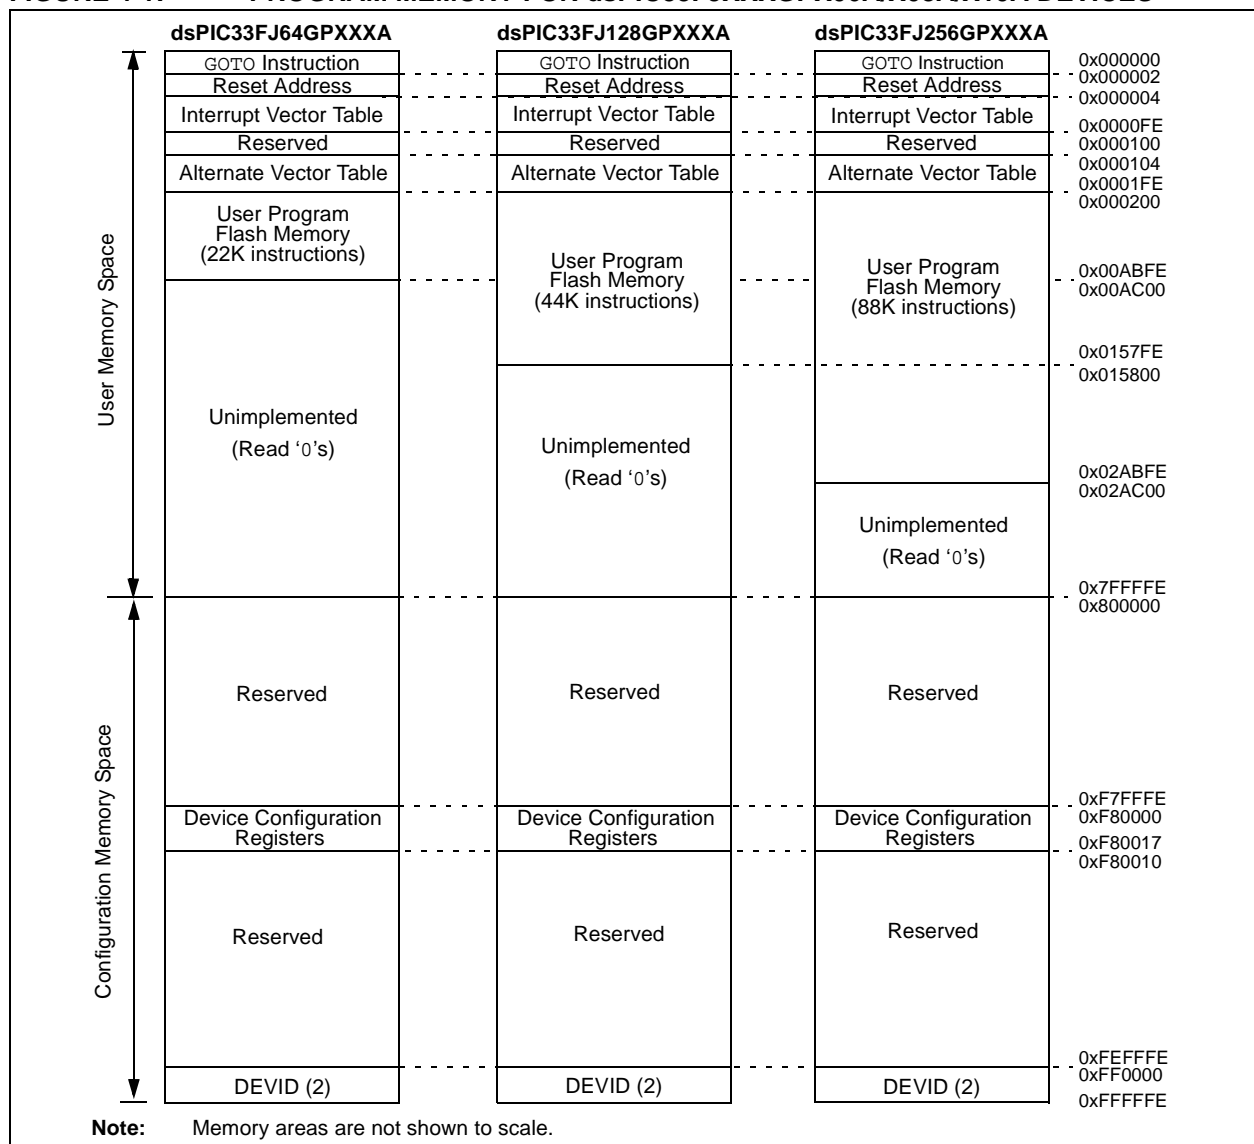 dsPIC33FJ64GPXXXA
dsPIC33FJ128GPXXXA
dsPIC33FJ256GPXXXA
GOTO Instruction
Reset Address
Interrupt Vector Table
Reserved
Alternate Vector Table
User Program
Flash Memory
(22K instructions)
Unimplemented
(Read ‘0’s)
Reserved
Device Configuration
Registers
Reserved
DEVID (2)
GOTO Instruction
Reset Address
Interrupt Vector Table
Reserved
Alternate Vector Table
User Program
Flash Memory
(44K instructions)
Unimplemented
(Read ‘0’s)
Reserved
Device Configuration
Registers
Reserved
DEVID (2)
GOTO Instruction
Reset Address
Interrupt Vector Table
Reserved
Alternate Vector Table
User Program
Flash Memory
(88K instructions)
Unimplemented
(Read ‘0’s)
Reserved
Device Configuration
Registers
Reserved
DEVID (2)
0x000000
0x000002
0x000004
0x0000FE
0x000100
0x000104
0x0001FE
0x000200
0x00ABFE
0x00AC00
0x0157FE
0x015800
0x02ABFE
0x02AC00
0x7FFFFE
0x800000
0xF7FFFE
0xF80000
0xF80017
0xF80010
0xFEFFFE
0xFF0000
0xFFFFFE
User Memory Space
Configuration Memory Space
Note: Memory areas are not shown to scale.